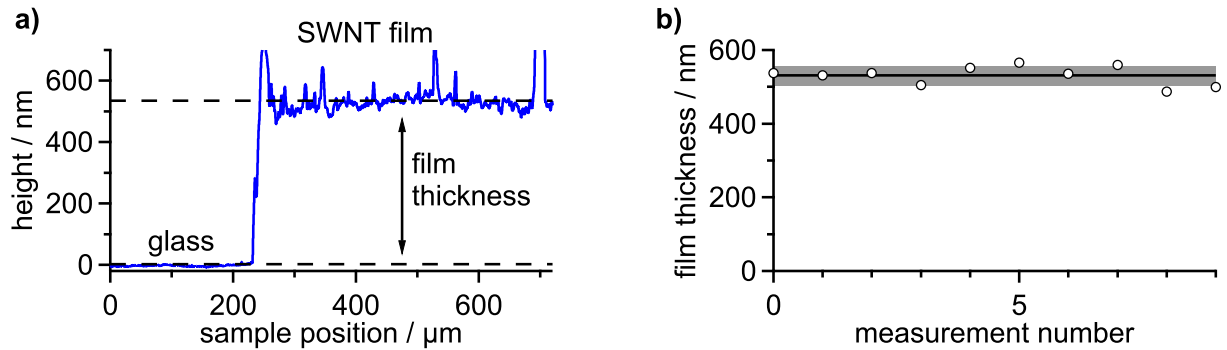 a)
SWNT film
height / nm
600
400
200
0
glass
film
thickness
0
200
400
600
sample position / µm
b)
film thickness / nm
600
400
200
0
0
5
measurement number